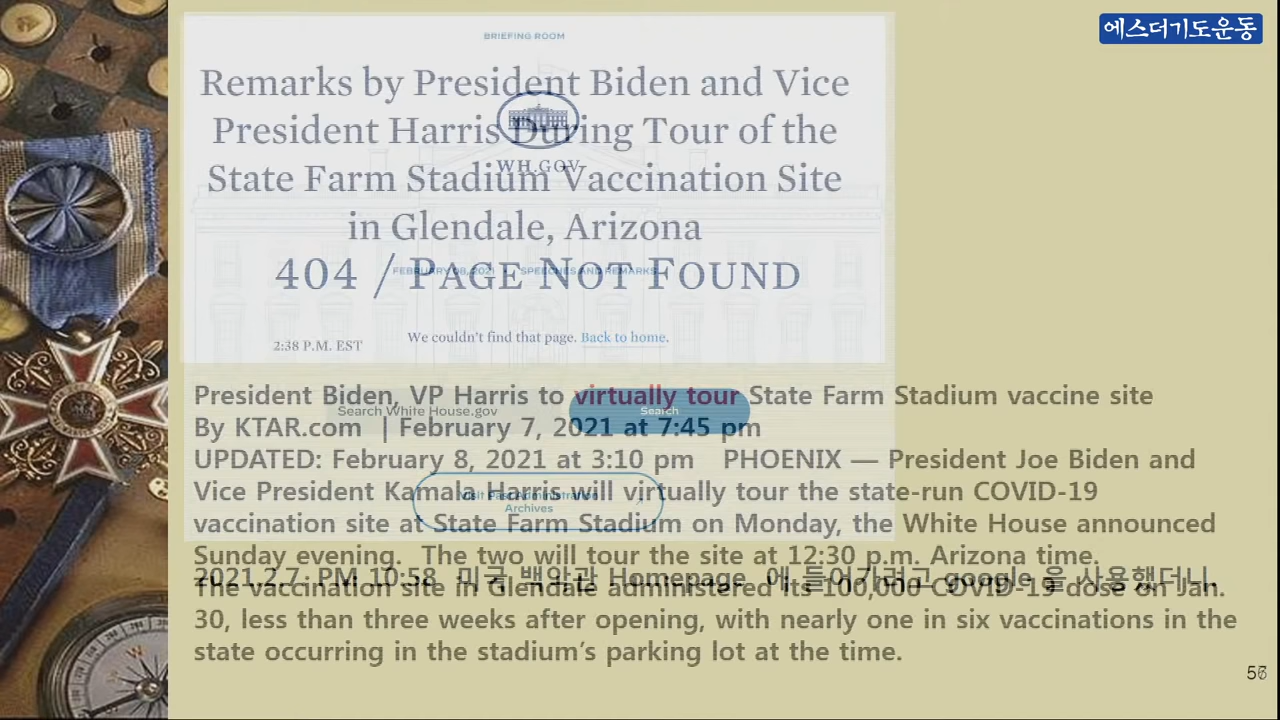 에스더기도운동
BRIEFING ROOM
Remarks by President Biden and Vice
President Harris During Tour of the
State Farm Stadium Vaccination Site
in Glendale, Arizona
WH.GOV
404 / PAGE NOT FOUND
FEBRUARY 08, 2021 • SPEECHES AND REMARKS
We couldn't find that page. Back to home.
2:38 P.M. EST
President Biden, VP Harris to virtually tour State Farm Stadium vaccine site
Search White House.gov
Search
By KTAR.com | February 7, 2021 at 7:45 pm
UPDATED: February 8, 2021 at 3:10 pm PHOENIX — President Joe Biden and
Vice President Kamala Harris will virtually tour the state-run COVID-19
Visit Past Administration
Archives
vaccination site at State Farm Stadium on Monday, the White House announced
Sunday evening. The two will tour the site at 12:30 p.m. Arizona time.
2021.2.7. PM 10:58 미국 백악관 Homepage 에 들어가려고 google 을 사용했더니.
The vaccination site in Glendale administered its 100,000 COVID-19 dose on Jan.
30, less than three weeks after opening, with nearly one in six vaccinations in the
state occurring in the stadium's parking lot at the time.